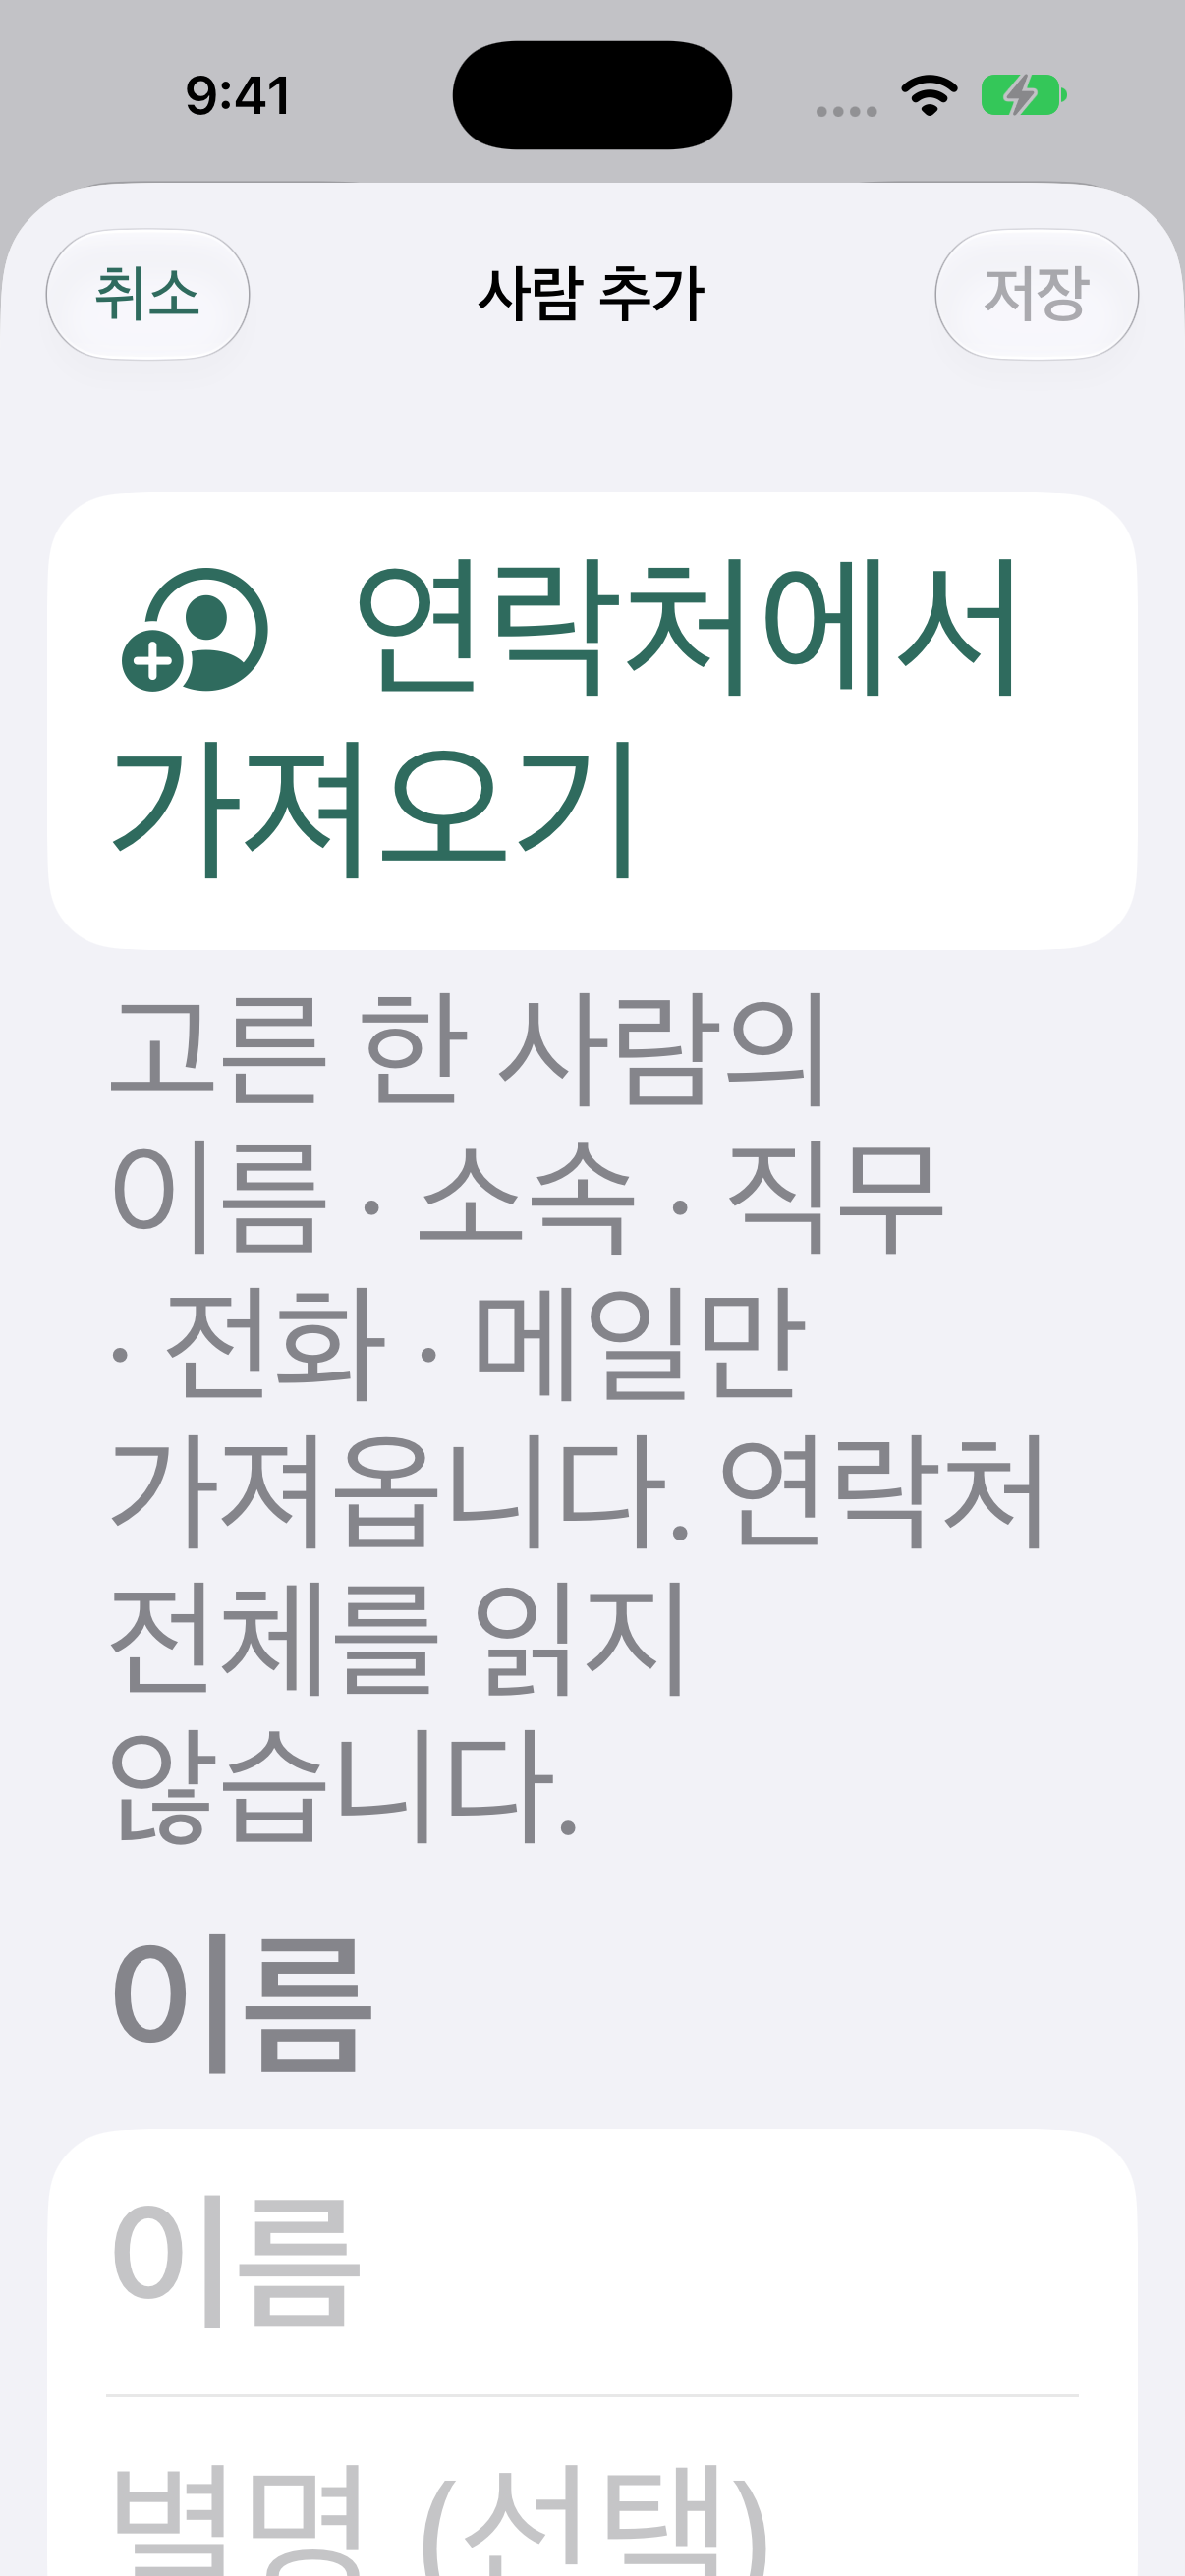 9:41
취소
사람 추가
저장
연락처에서
가져오기
고른 한 사람의
이름 · 소속 · 직무
· 전화 · 메일만
가져옵니다. 연락처
전체를 읽지
않습니다.
이름
이름
별명 (선택)